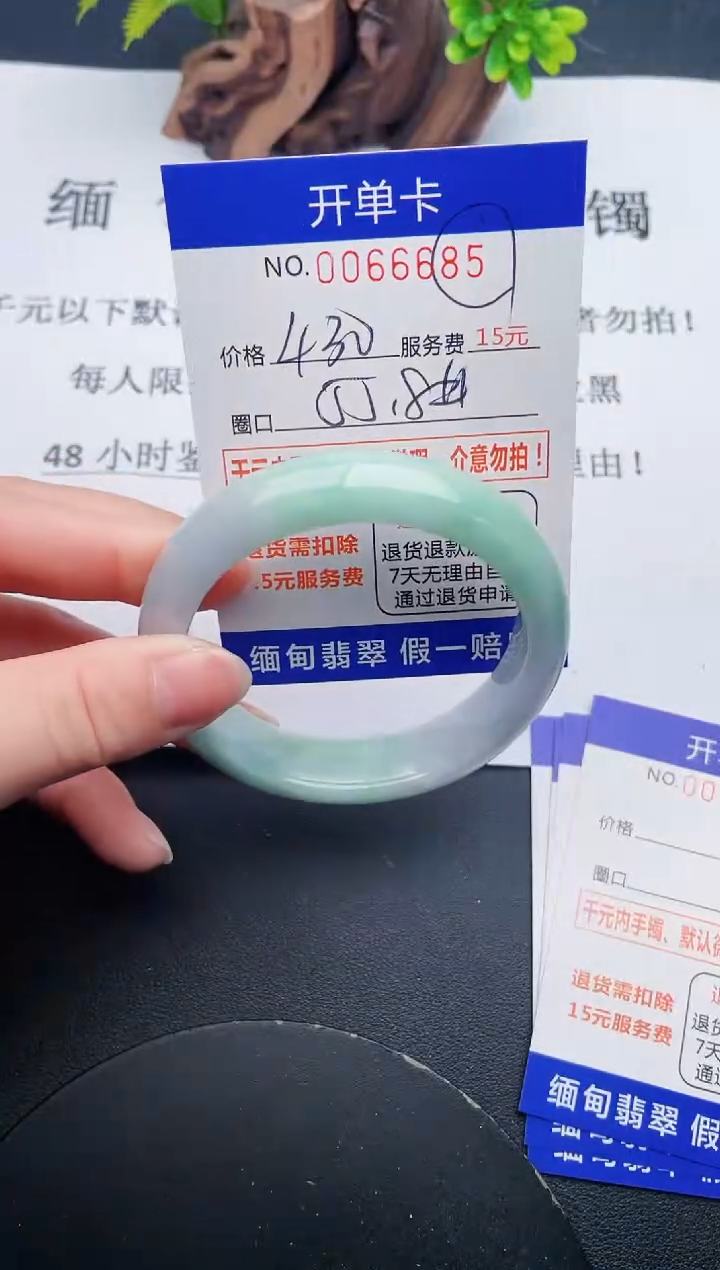 缅 镯
千元以下默 者勿拍！
每人限 黑
48 小时鉴 理由！
开单卡
NO. 0066685
价格 430 服务费 15元
圈口 55.8
介意勿拍！
退货需扣除
15元服务费
退货退款
7天无理由
通过退货申请
缅甸翡翠 假一赔
开
NO. 00
价格
圈口
千元内手镯、默认
退货需扣除
15元服务费
退货
7天
通过
缅甸翡翠 假